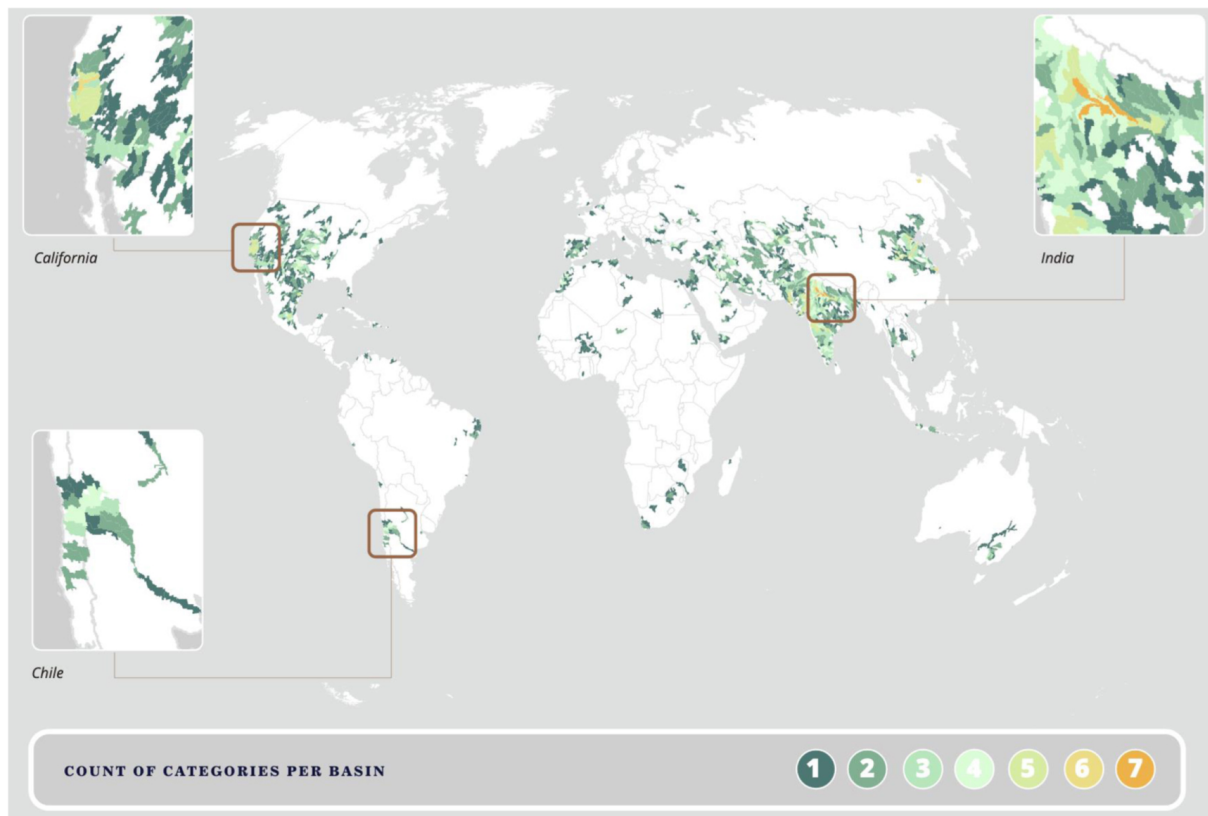 California
India
Chile
COUNT OF CATEGORIES PER BASIN
1 2 3 4 5 6 7